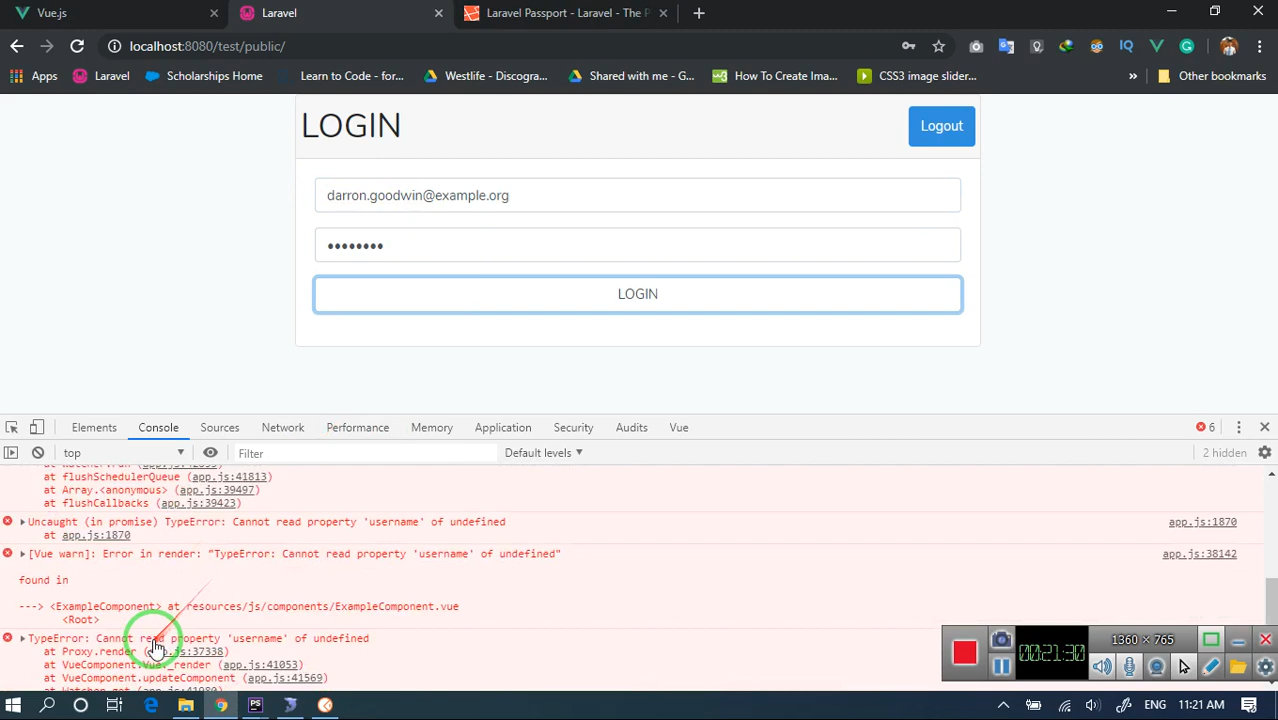 Vue.js
Laravel
Laravel Passport - Laravel - The P
localhost:8080/test/public/
Apps
Laravel
Scholarships Home
Learn to Code - for...
Westlife - Discogra...
Shared with me - G...
How To Create Ima...
CSS3 image slider...
»
Other bookmarks
LOGIN
Logout
darron.goodwin@example.org
••••••••
LOGIN
Elements
Console
Sources
Network
Performance
Memory
Application
Security
Audits
Vue
6
top
Filter
Default levels
2 hidden
at flushSchedulerQueue (app.js:41813)
at Array.<anonymous> (app.js:39497)
at flushCallbacks (app.js:39423)
Uncaught (in promise) TypeError: Cannot read property 'username' of undefined
at app.js:1870
app.js:1870
[Vue warn]: Error in render: "TypeError: Cannot read property 'username' of undefined"
app.js:38142
found in
---> <ExampleComponent> at resources/js/components/ExampleComponent.vue
<Root>
TypeError: Cannot read property 'username' of undefined
at Proxy.render (app.js:37338)
at VueComponent.Vue._render (app.js:41053)
at VueComponent.updateComponent (app.js:41569)
00:21:30
1360 × 765
ENG
11:21 AM